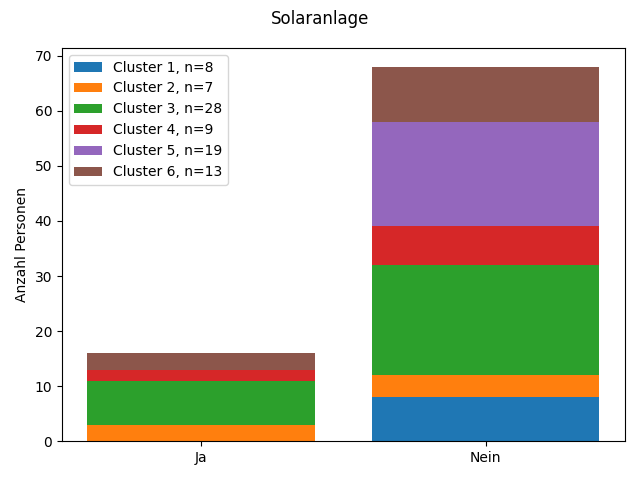 Solaranlage
70
60
50
40
30
20
10
0
Anzahl Personen
Cluster 1, n=8
Cluster 2, n=7
Cluster 3, n=28
Cluster 4, n=9
Cluster 5, n=19
Cluster 6, n=13
Ja
Nein